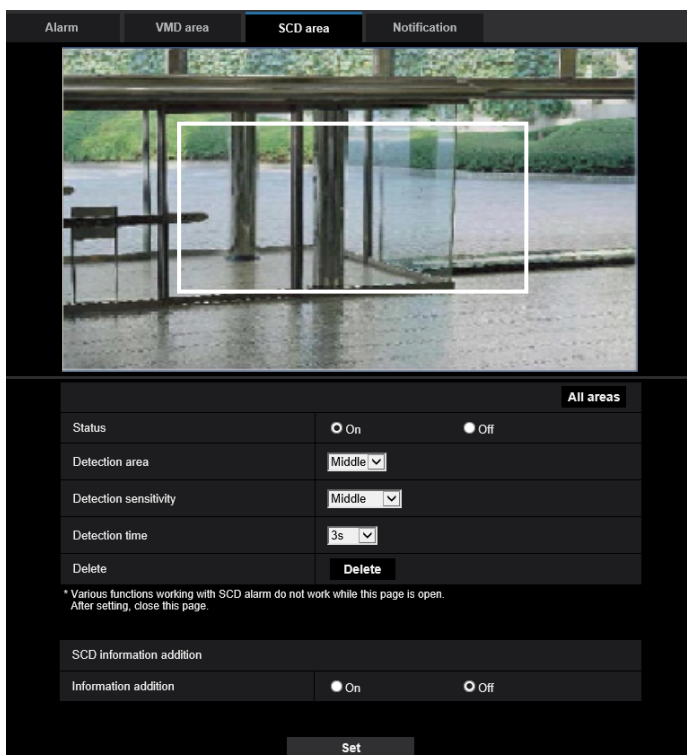 Alarm VMD area SCD area Notification
All areas
Status On Off
Detection area Middle
Detection sensitivity Middle
Detection time 3s
Delete Delete
* Various functions working with SCD alarm do not work while this page is open.
After setting, close this page.
SCD information addition
Information addition On Off
Set